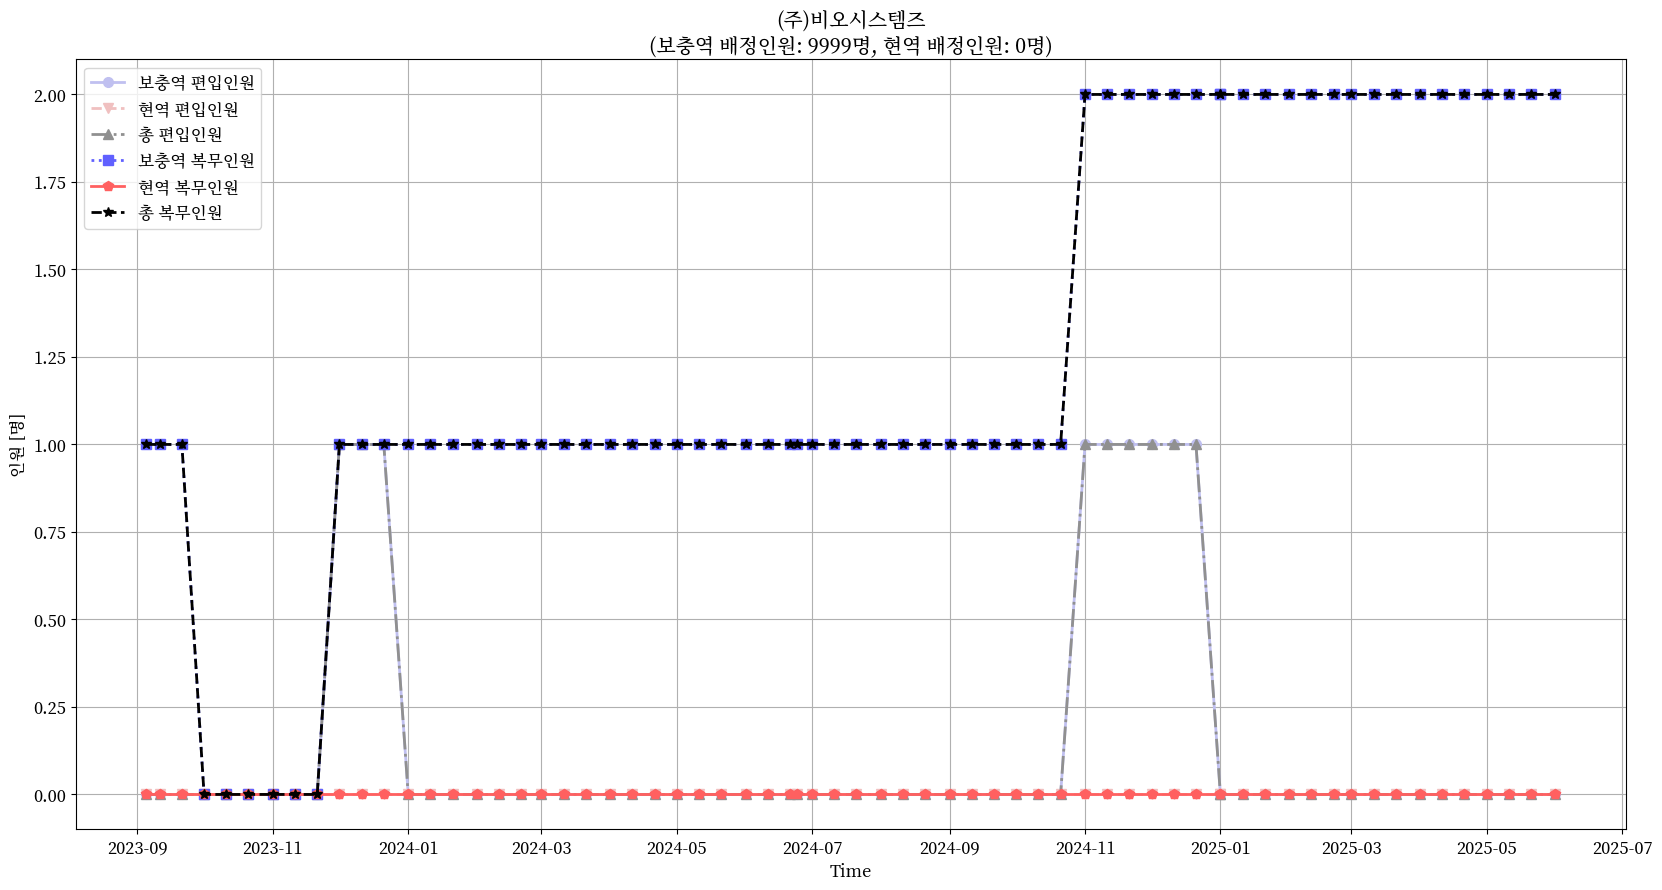 (주)비오시스템즈
(보충역 배정인원: 9999명, 현역 배정인원: 0명)
보충역 편입인원
현역 편입인원
총 편입인원
보충역 복무인원
현역 복무인원
총 복무인원
2.00
1.75
1.50
1.25
1.00
0.75
0.50
0.25
0.00
인원 [명]
2023-09 2023-11 2024-01 2024-03 2024-05 2024-07 2024-09 2024-11 2025-01 2025-03 2025-05 2025-07
Time